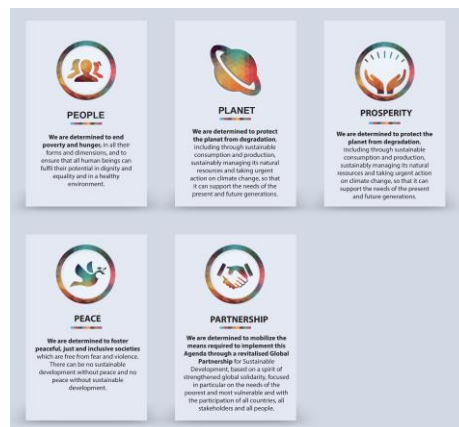 PEOPLE
We are determined to end
poverty and hunger, in all their
forms and dimensions, and to
ensure that all human beings can
fulfil their potential in dignity and
equality and in a healthy
environment.
PLANET
We are determined to protect
the planet from degradation,
including through sustainable
consumption and production,
sustainably managing its natural
resources and taking urgent
action on climate change, so that
it can support the needs of the
present and future generations.
PROSPERITY
We are determined to protect the
planet from degradation,
including through sustainable
consumption and production,
sustainably managing its natural
resources and taking urgent action
on climate change, so that it can
support the needs of the present
and future generations.
PEACE
We are determined to foster
peaceful, just and inclusive societies
which are free from fear and violence.
There can be no sustainable
development without peace and no
peace without sustainable
development.
PARTNERSHIP
We are determined to mobilize the
means required to implement this
Agenda through a revitalised Global
Partnership for Sustainable
Development, based on a spirit of
strengthened global solidarity, focused
in particular on the needs of the
poorest and most vulnerable and with
the participation of all countries, all
stakeholders and all people.